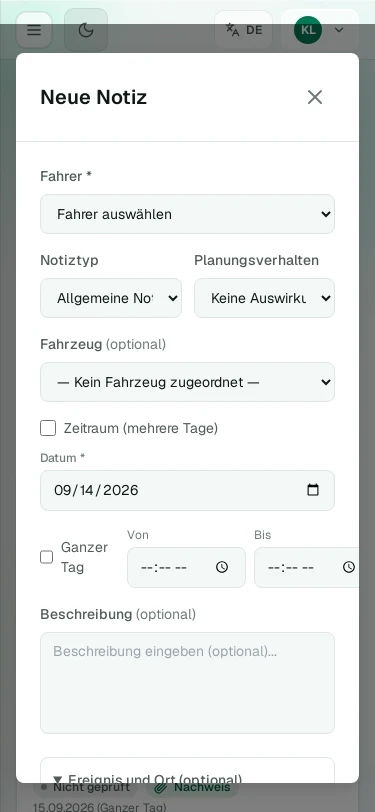 DE
KL
Neue Notiz
Fahrer *
Fahrer auswählen
Notiztyp
Planungsverhalten
Allgemeine Not
Keine Auswirku
Fahrzeug (optional)
— Kein Fahrzeug zugeordnet —
Zeitraum (mehrere Tage)
Datum *
09/14/2026
Ganzer
Tag
Von
Bis
--:-- --
--:-- --
Beschreibung (optional)
Beschreibung eingeben (optional)...
▼ Ereignis und Ort (optional)
Nicht geprüft
Nachweis
15.09.2026 (Ganzer Tag)